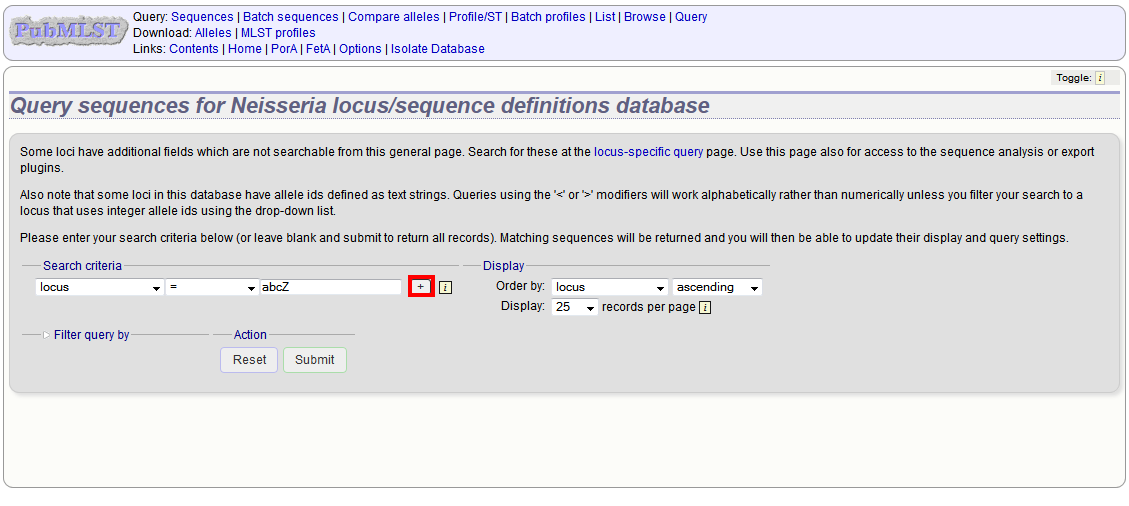 PubMLST
Query: Sequences | Batch sequences | Compare alleles | Profile/ST | Batch profiles | List | Browse | Query
Download: Alleles | MLST profiles
Links: Contents | Home | PorA | FetA | Options | Isolate Database
Toggle: i
Query sequences for Neisseria locus/sequence definitions database
Some loci have additional fields which are not searchable from this general page. Search for these at the locus-specific query page. Use this page also for access to the sequence analysis or export
plugins.
Also note that some loci in this database have allele ids defined as text strings. Queries using the '<' or '>' modifiers will work alphabetically rather than numerically unless you filter your search to a
locus that uses integer allele ids using the drop-down list.
Please enter your search criteria below (or leave blank and submit to return all records). Matching sequences will be returned and you will then be able to update their display and query settings.
Search criteria
locus = abcZ + i
Display
Order by: locus ascending
Display: 25 records per page i
Filter query by
Action
Reset Submit